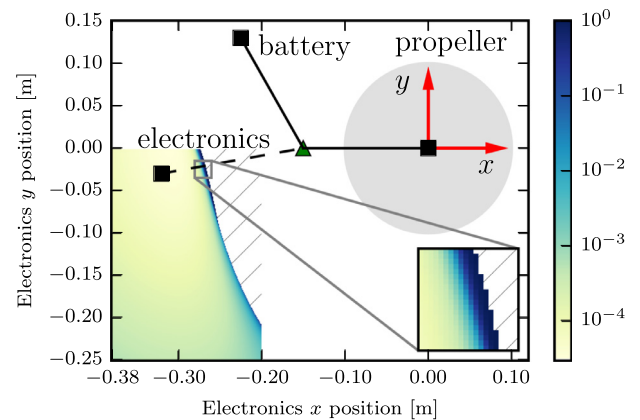 0.15
0.10
0.05
0.00
−0.05
−0.10
−0.15
−0.20
−0.25
Electronics y position [m]
battery
propeller
y
x
electronics
−0.38
−0.30
−0.20
−0.10
0.00
0.10
Electronics x position [m]
10⁰
10⁻¹
10⁻²
10⁻³
10⁻⁴